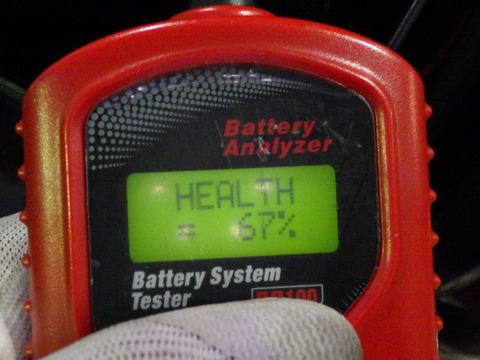 Battery
Analyzer
HEALTH
= 67%
Battery System
Tester